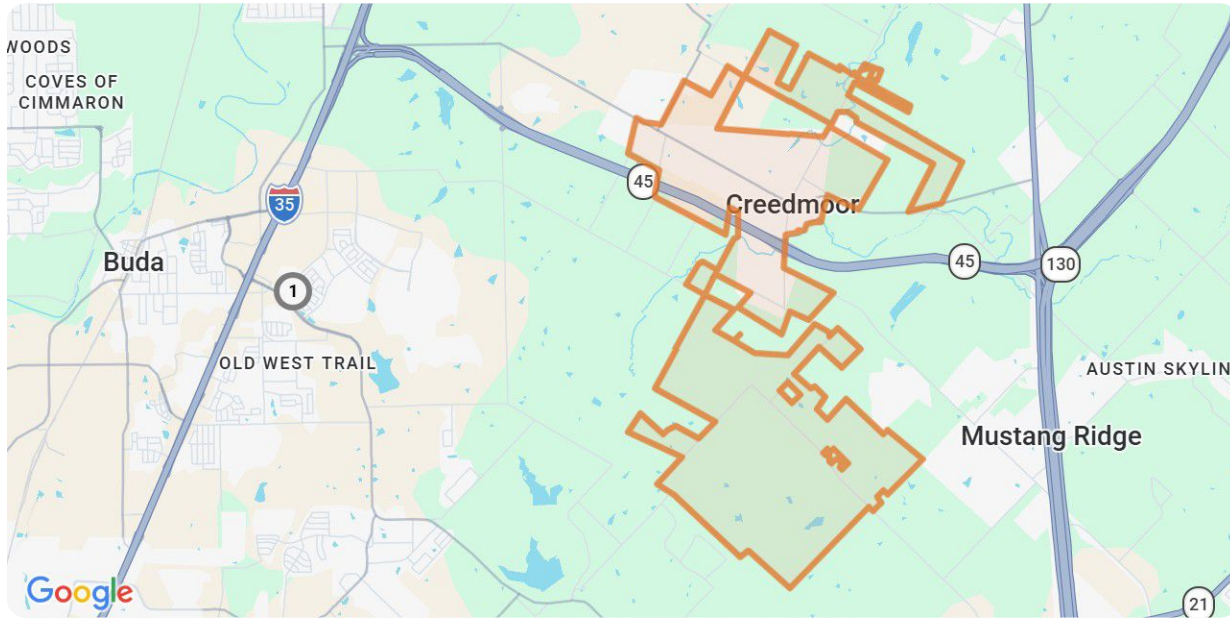 WOODS
COVES OF
CIMMARON
45
Creedmoor
35
Buda
1
45
130
OLD WEST TRAIL
AUSTIN SKYLIN
Mustang Ridge
Google
21